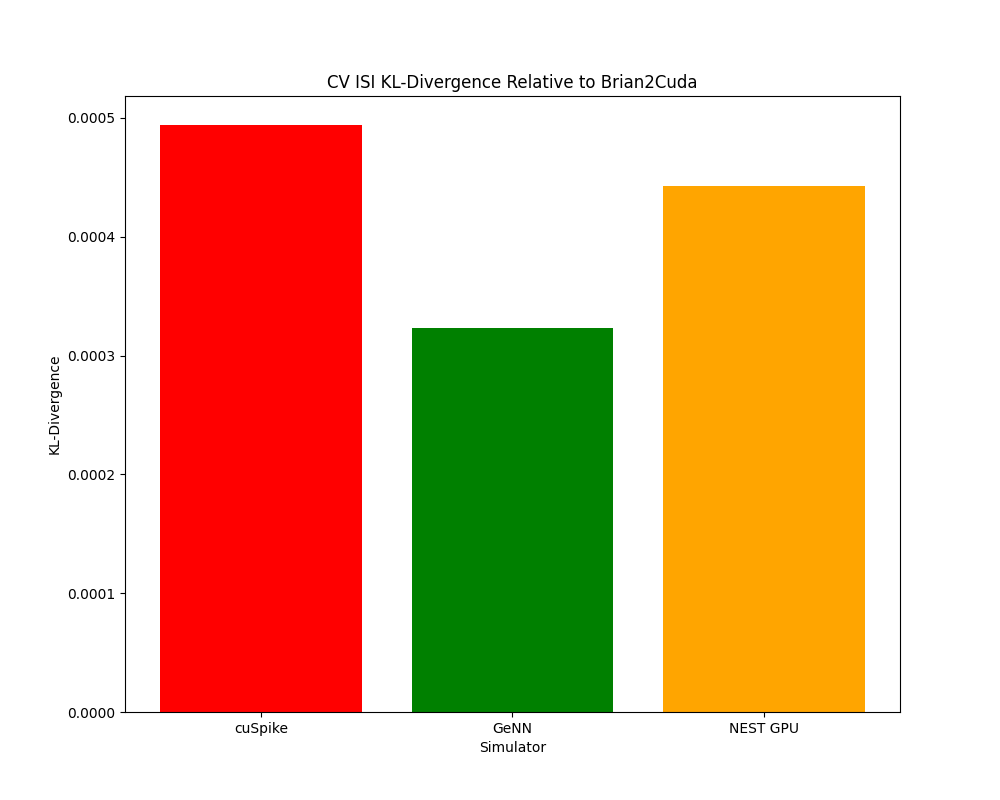 CV ISI KL-Divergence Relative to Brian2Cuda
0.0005
0.0004
0.0003
0.0002
0.0001
0.0000
KL-Divergence
cuSpike
GeNN
NEST GPU
Simulator